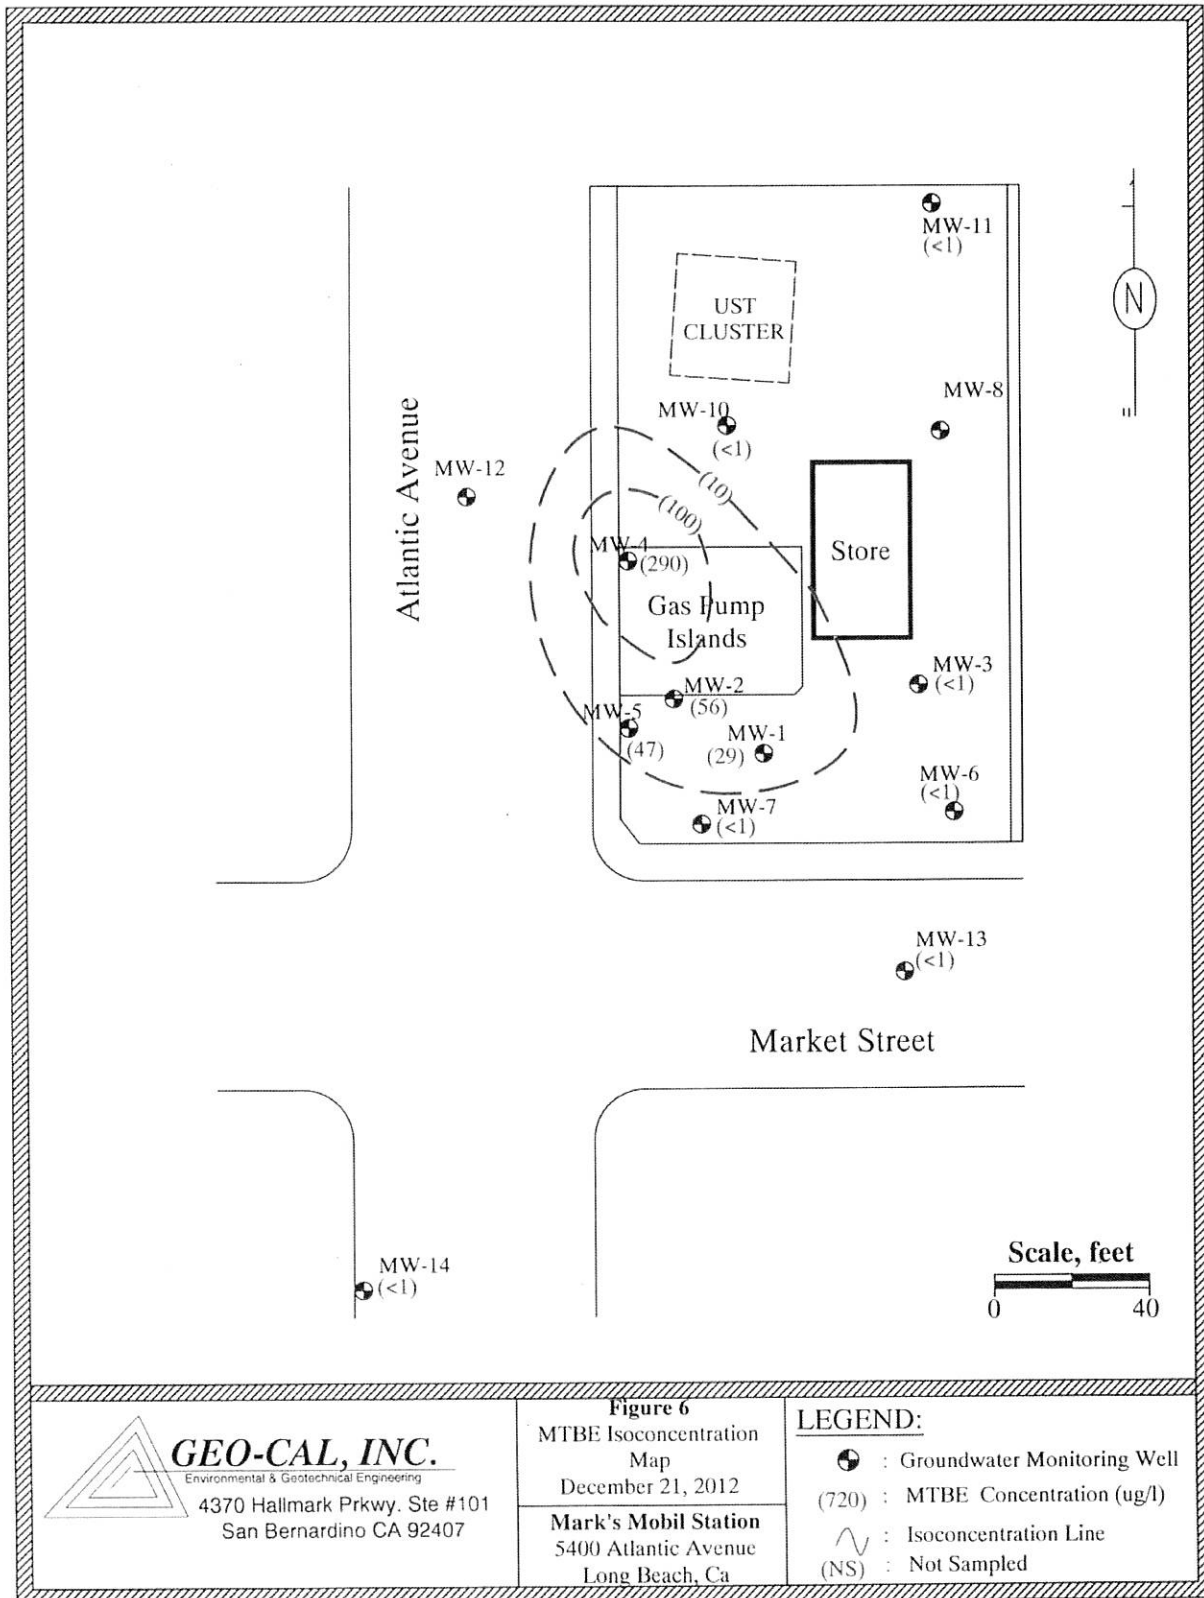 MW-11
(<1)
UST
CLUSTER
N
MW-8
MW-10
(<1)
Atlantic Avenue
MW-12
(10)
(100)
MW-4
(290)
Store
Gas Pump
Islands
MW-3
(<1)
MW-2
(56)
MW-5
(47)
MW-1
(29)
MW-6
(<1)
MW-7
(<1)
MW-13
(<1)
Market Street
MW-14
(<1)
Scale, feet
0 40
GEO-CAL, INC.
Environmental & Geotechnical Engineering
4370 Hallmark Prkwy. Ste #101
San Bernardino CA 92407
Figure 6
MTBE Isoconcentration
Map
December 21, 2012
Mark's Mobil Station
5400 Atlantic Avenue
Long Beach, Ca
LEGEND:
: Groundwater Monitoring Well
(720) : MTBE Concentration (ug/l)
: Isoconcentration Line
(NS) : Not Sampled